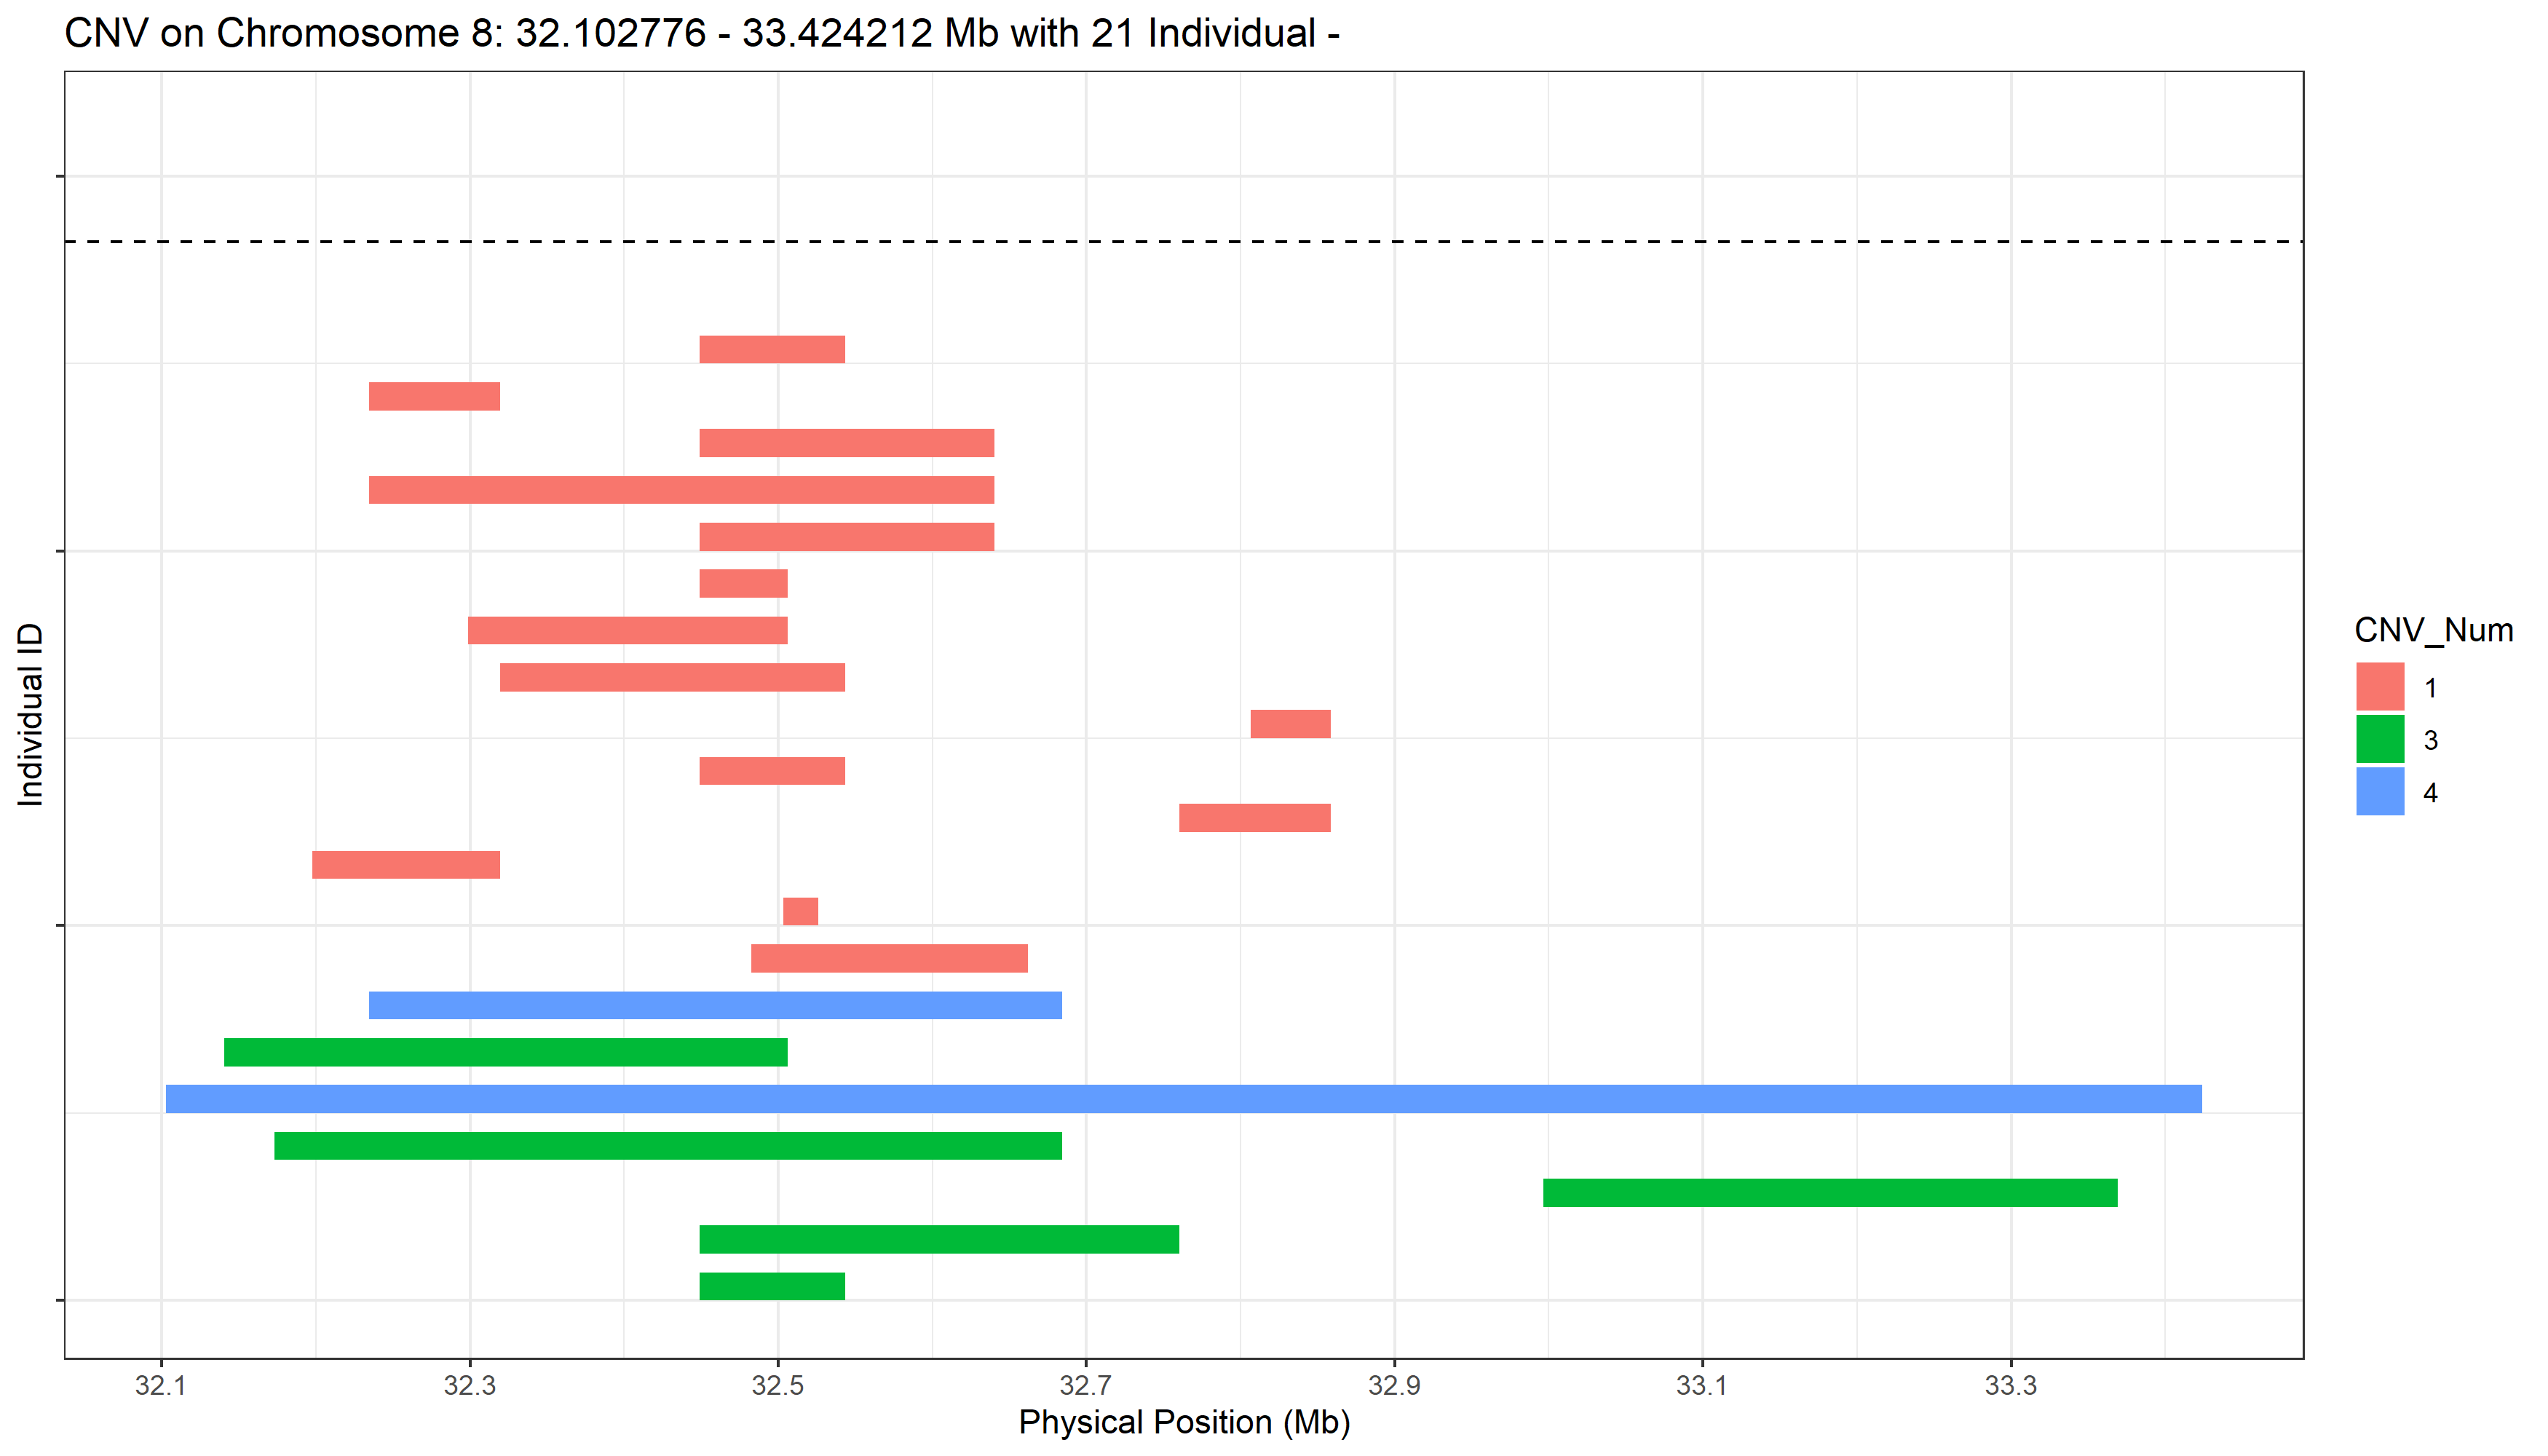 CNV on Chromosome 8: 32.102776 - 33.424212 Mb with 21 Individual -
Individual ID
CNV_Num
1
3
4
32.1 32.3 32.5 32.7 32.9 33.1 33.3
Physical Position (Mb)